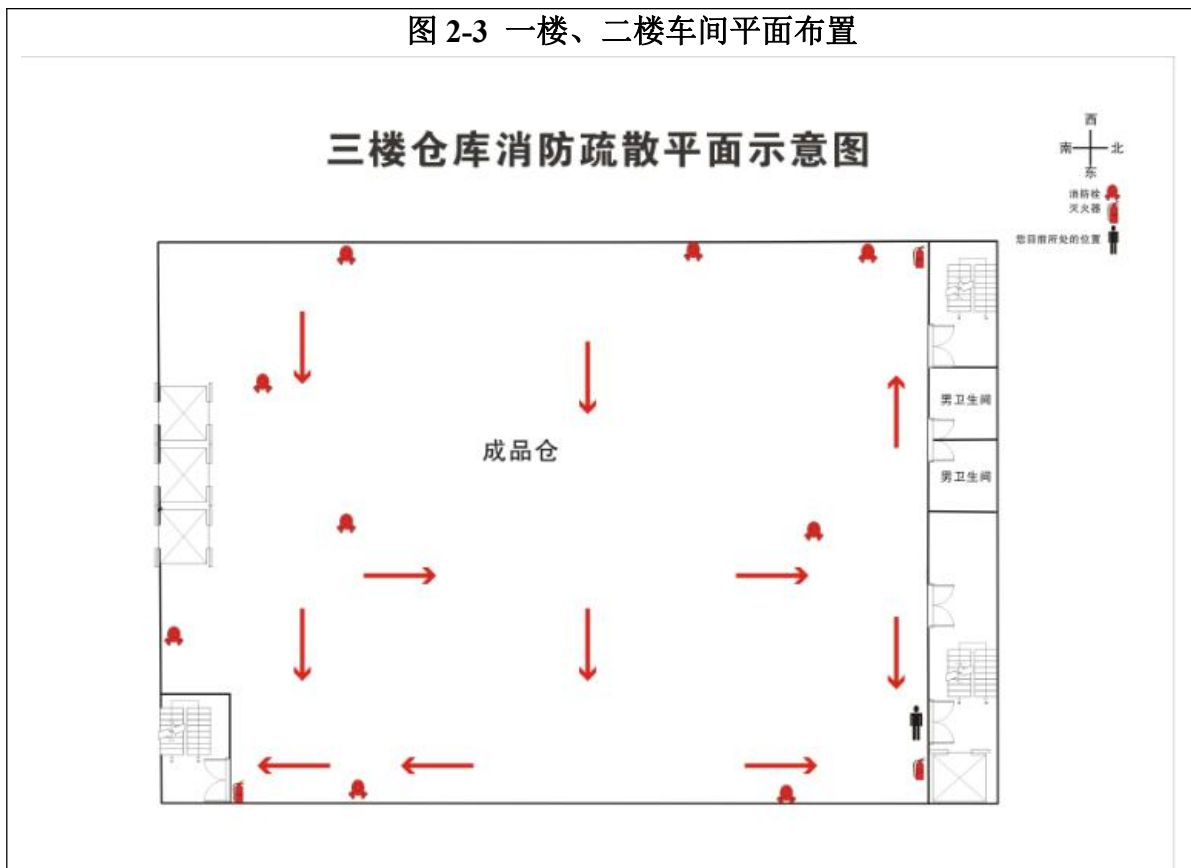 图 2-3 一楼、二楼车间平面布置
三楼仓库消防疏散平面示意图
西
南 北
东
消防栓
灭火器
您目前所处的位置
男卫生间
成品仓
男卫生间